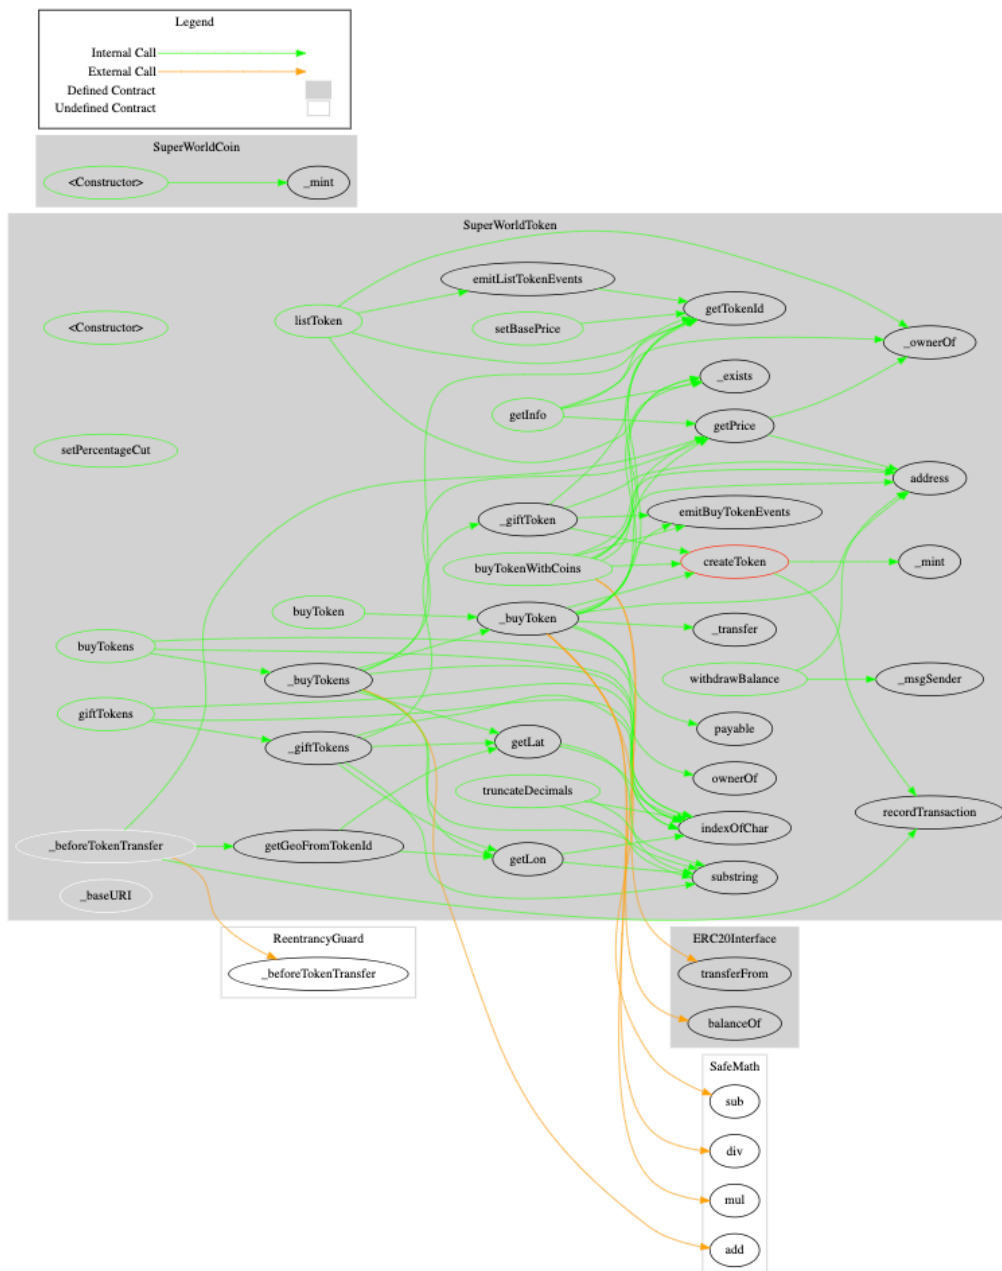 Legend
Internal Call
External Call
Defined Contract
Undefined Contract
SuperWorldCoin
<Constructor>
_mint
SuperWorldToken
emitListTokenEvents
getTokenId
<Constructor>
listToken
setBasePrice
_ownerOf
_exists
getInfo
getPrice
setPercentageCut
address
_giftToken
emitBuyTokenEvents
buyTokenWithCoins
createToken
_mint
buyToken
_buyToken
_transfer
buyTokens
_buyTokens
withdrawBalance
_msgSender
giftTokens
_giftTokens
getLat
payable
ownerOf
truncateDecimals
recordTransaction
indexOfChar
_beforeTokenTransfer
getGeoFromTokenId
getLon
substring
_baseURI
ReentrancyGuard
_beforeTokenTransfer
ERC20Interface
transferFrom
balanceOf
SafeMath
sub
div
mul
add